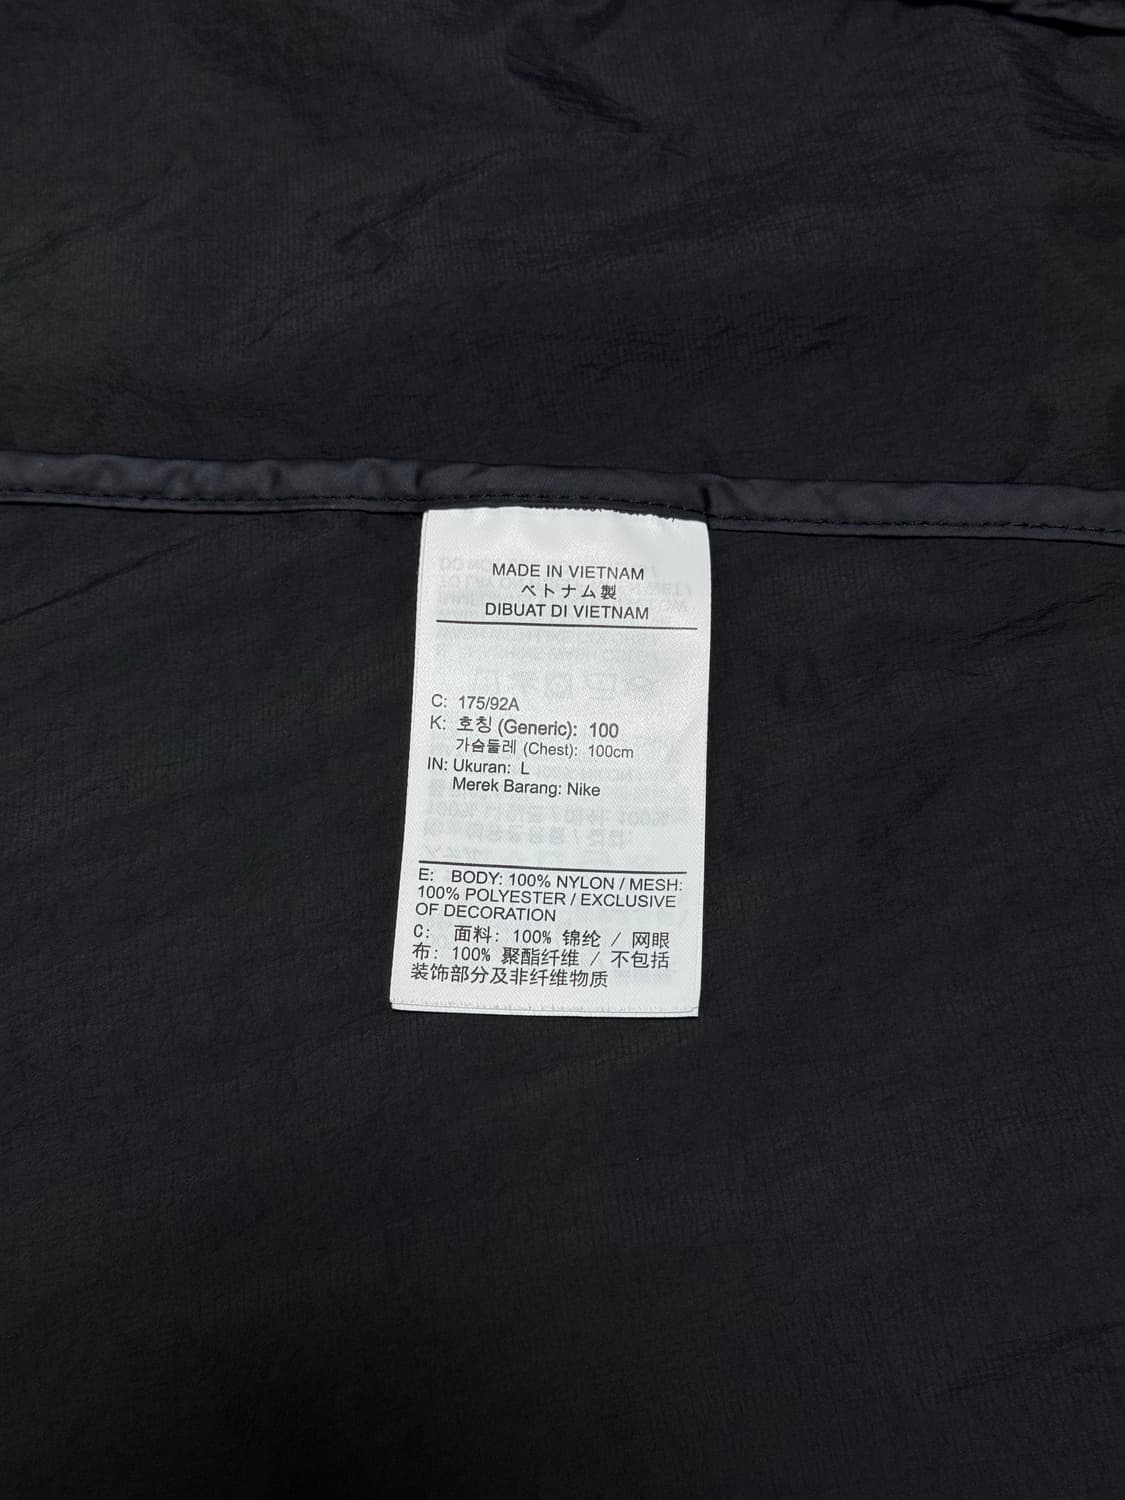 MADE IN VIETNAM
ベトナム製
DIBUAT DI VIETNAM
C: 175/92A
K: 호칭 (Generic): 100
가슴둘레 (Chest): 100cm
IN: Ukuran: L
Merek Barang: Nike
E: BODY: 100% NYLON / MESH:
100% POLYESTER / EXCLUSIVE
OF DECORATION
C: 面料: 100% 锦纶 / 网眼
布: 100% 聚酯纤维 / 不包括
装饰部分及非纤维物质